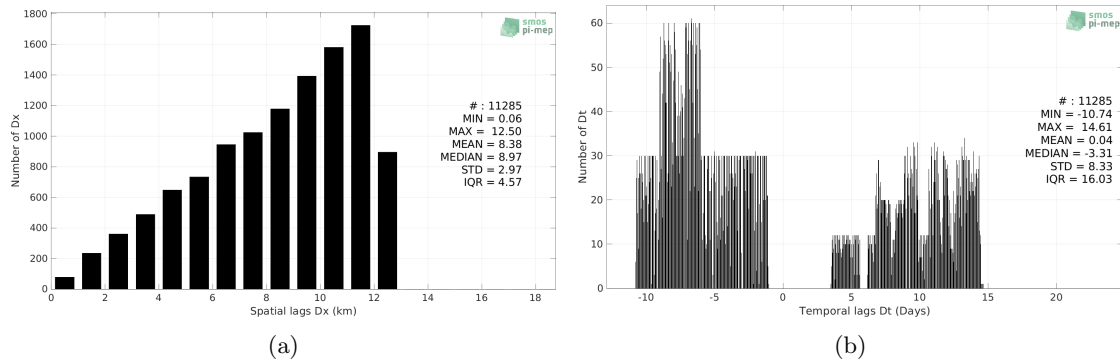 1800
1600
1400
1200
1000
800
600
400
200
0
Number of Dx
0 2 4 6 8 10 12 14 16 18
Spatial lags Dx (km)
smos
pi-mep
# : 11285
MIN = 0.06
MAX = 12.50
MEAN = 8.38
MEDIAN = 8.97
STD = 2.97
IQR = 4.57
(a)
60
50
40
30
20
10
0
Number of Dt
-10 -5 0 5 10 15 20
Temporal lags Dt (Days)
smos
pi-mep
# : 11285
MIN = -10.74
MAX = 14.61
MEAN = 0.04
MEDIAN = -3.31
STD = 8.33
IQR = 16.03
(b)